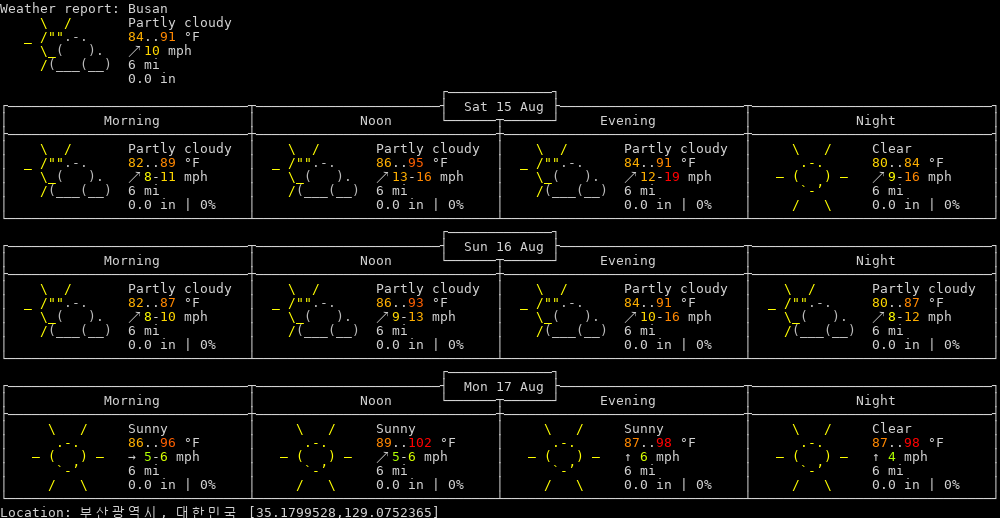 Weather report: Busan
Partly cloudy
84..91 °F
↗ 10 mph
6 mi
0.0 in
Sat 15 Aug
Morning Noon Evening Night
Partly cloudy Partly cloudy Partly cloudy Clear
82..89 °F 86..95 °F 84..91 °F 80..84 °F
↗ 8-11 mph ↗ 13-16 mph ↗ 12-19 mph ↗ 9-16 mph
6 mi 6 mi 6 mi 6 mi
0.0 in | 0% 0.0 in | 0% 0.0 in | 0% 0.0 in | 0%
Sun 16 Aug
Morning Noon Evening Night
Partly cloudy Partly cloudy Partly cloudy Partly cloudy
82..87 °F 86..93 °F 84..91 °F 80..87 °F
↗ 8-10 mph ↗ 9-13 mph ↗ 10-16 mph ↗ 8-12 mph
6 mi 6 mi 6 mi 6 mi
0.0 in | 0% 0.0 in | 0% 0.0 in | 0% 0.0 in | 0%
Mon 17 Aug
Morning Noon Evening Night
Sunny Sunny Sunny Clear
86..96 °F 89..102 °F 87..98 °F 87..98 °F
→ 5-6 mph ↗ 5-6 mph ↑ 6 mph ↑ 4 mph
6 mi 6 mi 6 mi 6 mi
0.0 in | 0% 0.0 in | 0% 0.0 in | 0% 0.0 in | 0%
Location: 부산광역시, 대한민국 [35.1799528,129.0752365]